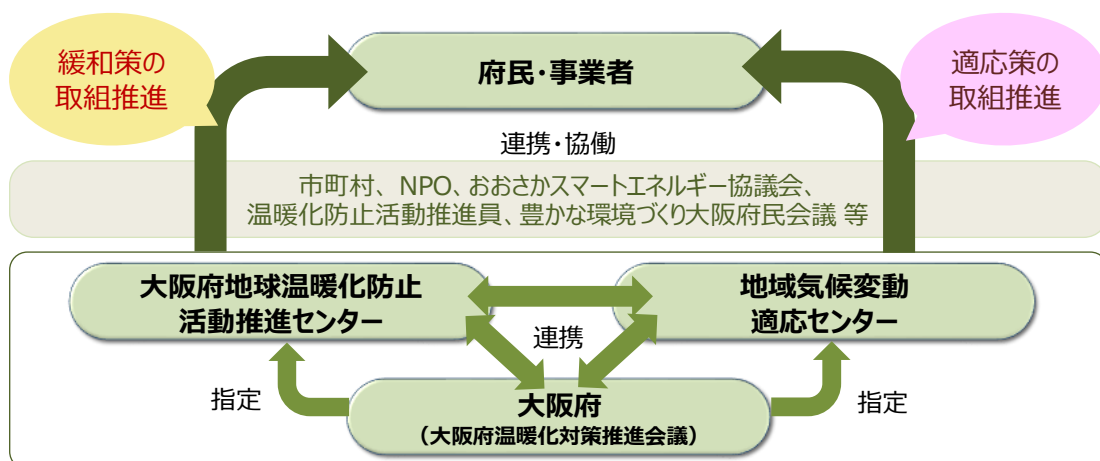 緩和策の
取組推進
府民・事業者
適応策の
取組推進
連携・協働
市町村、NPO、おおさかスマートエネルギー協議会、
温暖化防止活動推進員、豊かな環境づくり大阪府民会議 等
大阪府地球温暖化防止
活動推進センター
地域気候変動
適応センター
連携
指定
指定
大阪府
（大阪府温暖化対策推進会議）